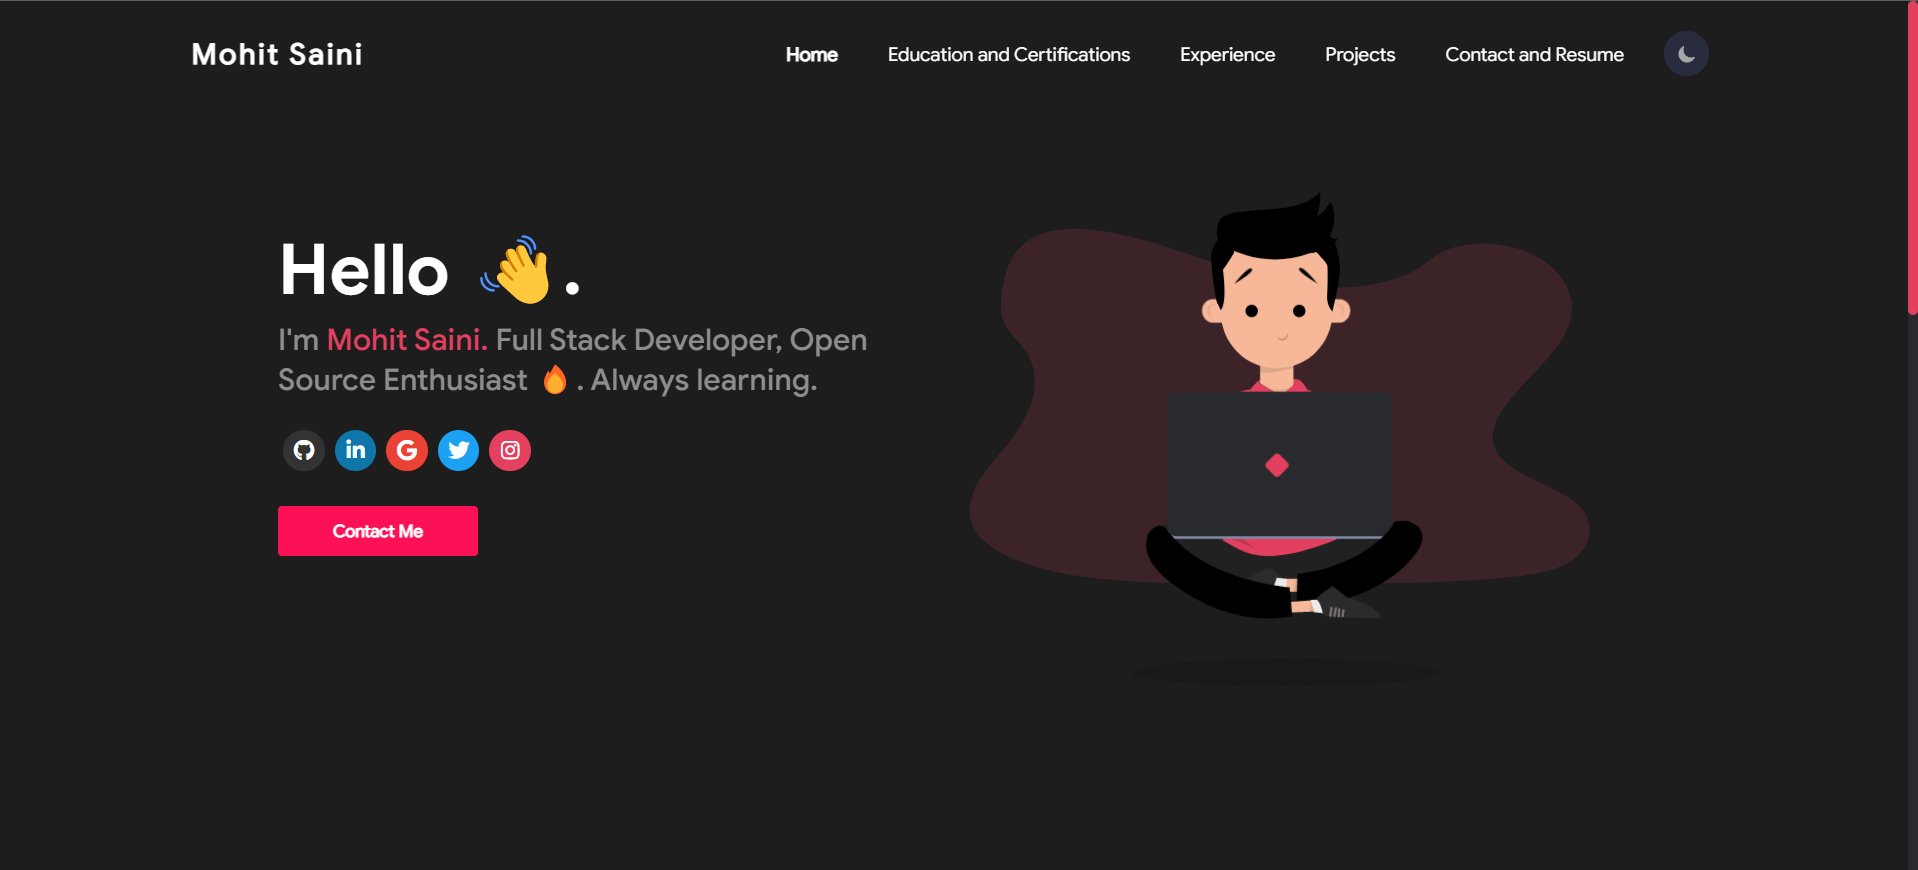 Mohit Saini
Home
Education and Certifications
Experience
Projects
Contact and Resume
Hello 👋.
I'm Mohit Saini. Full Stack Developer, Open
Source Enthusiast 🔥. Always learning.
in
G
Contact Me